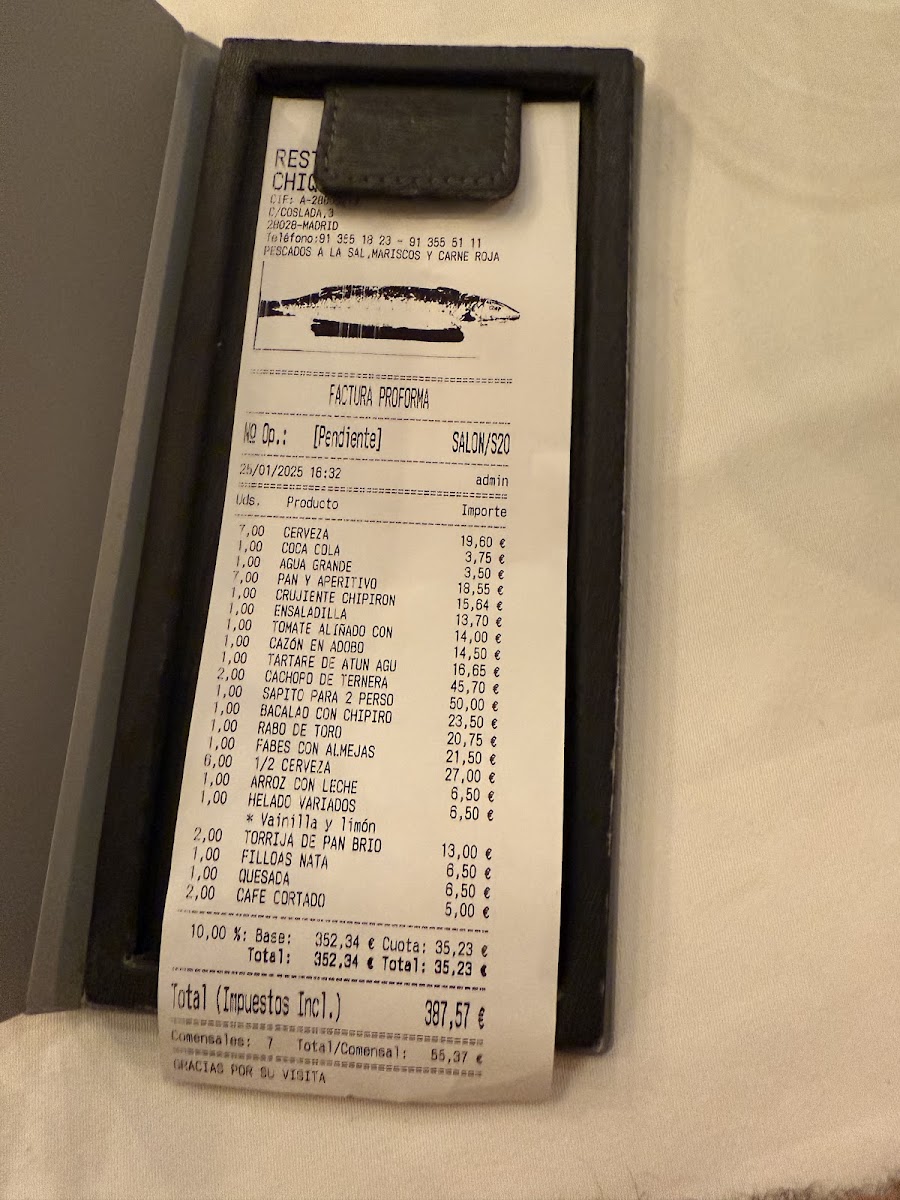 REST
CHIQ
CIF: A-28
C/COSLADA,3
28028-MADRID
Teléfono:91 355 18 23 - 91 355 51 11
PESCADOS A LA SAL,MARISCOS Y CARNE ROJA
FACTURA PROFORMA
Nº Op.: [Pendiente] SALON/S20
25/01/2025 16:32 admin
Uds. Producto Importe
7,00 CERVEZA 19,60 €
1,00 COCA COLA 3,75 €
1,00 AGUA GRANDE 3,50 €
7,00 PAN Y APERITIVO 18,55 €
1,00 CRUJIENTE CHIPIRON 15,64 €
1,00 ENSALADILLA 13,70 €
1,00 TOMATE ALIÑADO CON 14,00 €
1,00 CAZÓN EN ADOBO 14,50 €
1,00 TARTARE DE ATUN AGU 16,65 €
2,00 CACHOPO DE TERNERA 45,70 €
1,00 SAPITO PARA 2 PERSO 50,00 €
1,00 BACALAO CON CHIPIRO 23,50 €
1,00 RABO DE TORO 20,75 €
1,00 FABES CON ALMEJAS 21,50 €
6,00 1/2 CERVEZA 27,00 €
1,00 ARROZ CON LECHE 6,50 €
1,00 HELADO VARIADOS 6,50 €
* Vainilla y limón
2,00 TORRIJA DE PAN BRIO 13,00 €
1,00 FILLOAS NATA 6,50 €
1,00 QUESADA 6,50 €
2,00 CAFE CORTADO 5,00 €
10,00 %: Base: 352,34 € Cuota: 35,23 €
Total: 352,34 € Total: 35,23 €
Total (Impuestos Incl.) 387,57 €
Comensales: 7 Total/Comensal: 55,37 €
GRACIAS POR SU VISITA